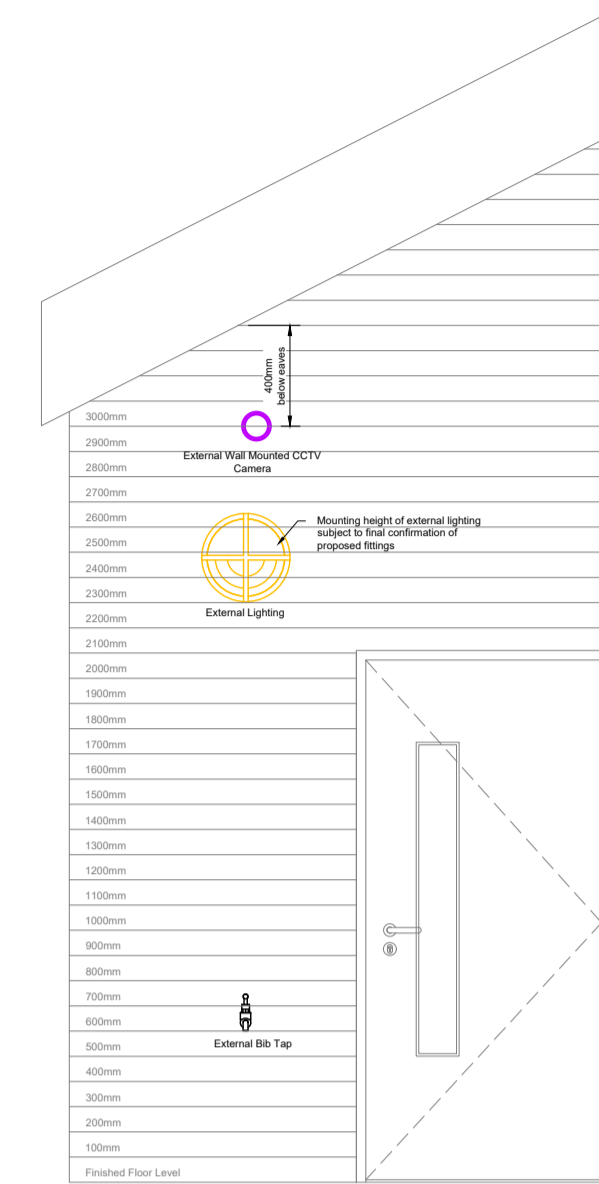 400mm
below eaves
3000mm
2900mm
External Wall Mounted CCTV
Camera
2800mm
2700mm
2600mm
Mounting height of external lighting
subject to final confirmation of
proposed fittings
2500mm
2400mm
2300mm
External Lighting
2200mm
2100mm
2000mm
1900mm
1800mm
1700mm
1600mm
1500mm
1400mm
1300mm
1200mm
1100mm
1000mm
900mm
800mm
700mm
600mm
External Bib Tap
500mm
400mm
300mm
200mm
100mm
Finished Floor Level